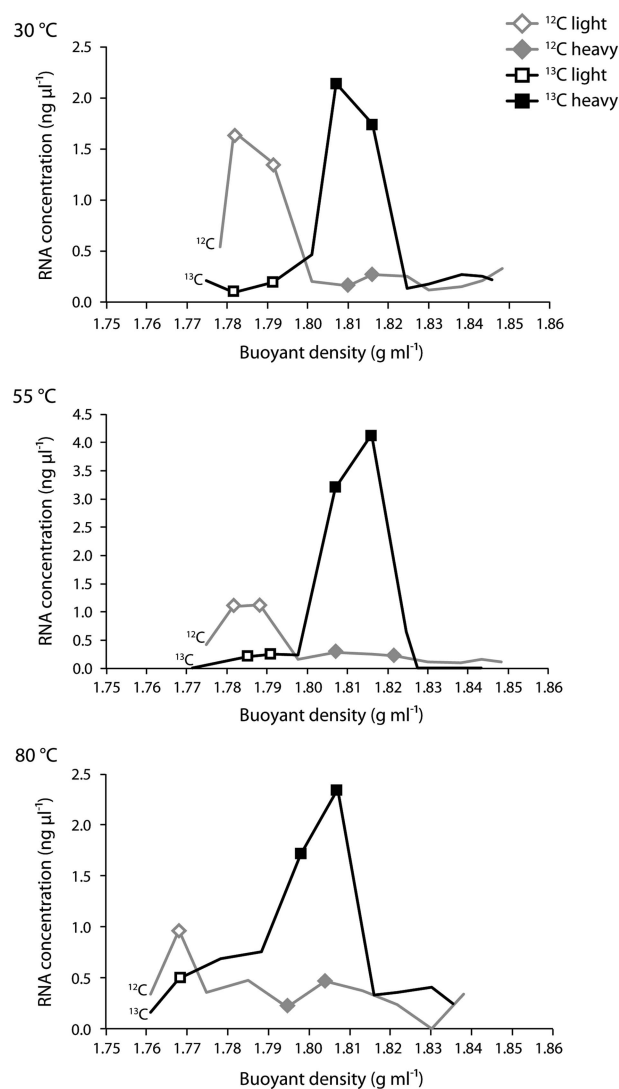 30 °C
¹²C light
¹²C heavy
¹³C light
¹³C heavy
RNA concentration (ng µl⁻¹)
2.5
2.0
1.5
1.0
0.5
0.0
¹²C
¹³C
1.75 1.76 1.77 1.78 1.79 1.80 1.81 1.82 1.83 1.84 1.85 1.86
Buoyant density (g ml⁻¹)
55 °C
RNA concentration (ng µl⁻¹)
4.5
4.0
3.5
3.0
2.5
1.0
1.5
1.0
0.5
0.0
¹²C
¹³C
1.75 1.76 1.77 1.78 1.79 1.80 1.81 1.82 1.83 1.84 1.85 1.86
Buoyant density (g ml⁻¹)
80 °C
RNA concentration (ng µl⁻¹)
2.5
2.0
1.5
1.0
0.5
0.0
¹²C
¹³C
1.75 1.76 1.77 1.78 1.79 1.80 1.81 1.82 1.83 1.84 1.85 1.86
Buoyant density (g ml⁻¹)